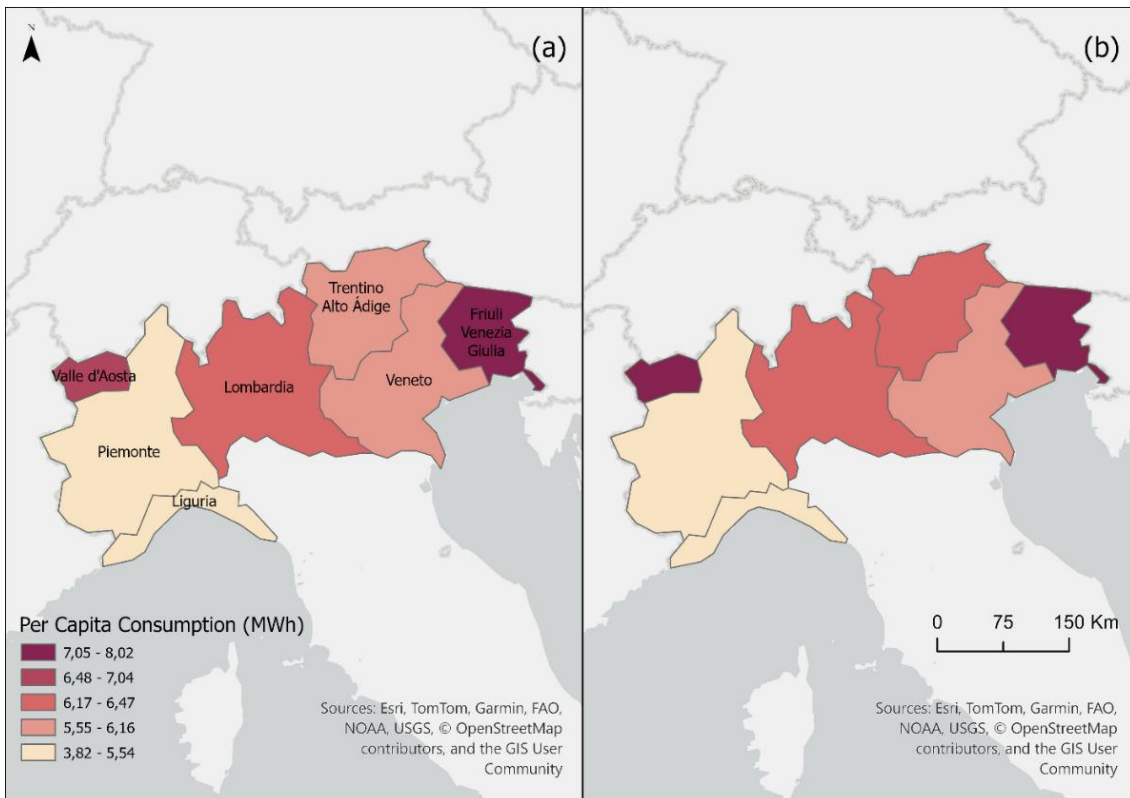 N
(a)
Trentino
Alto Ádige
Friuli
Venezia
Giulia
Valle d'Aosta
Lombardia
Veneto
Piemonte
Liguria
Per Capita Consumption (MWh)
7,05 - 8,02
6,48 - 7,04
6,17 - 6,47
5,55 - 6,16
3,82 - 5,54
Sources: Esri, TomTom, Garmin, FAO,
NOAA, USGS, © OpenStreetMap
contributors, and the GIS User
Community
(b)
0 75 150 Km
Sources: Esri, TomTom, Garmin, FAO,
NOAA, USGS, © OpenStreetMap
contributors, and the GIS User
Community